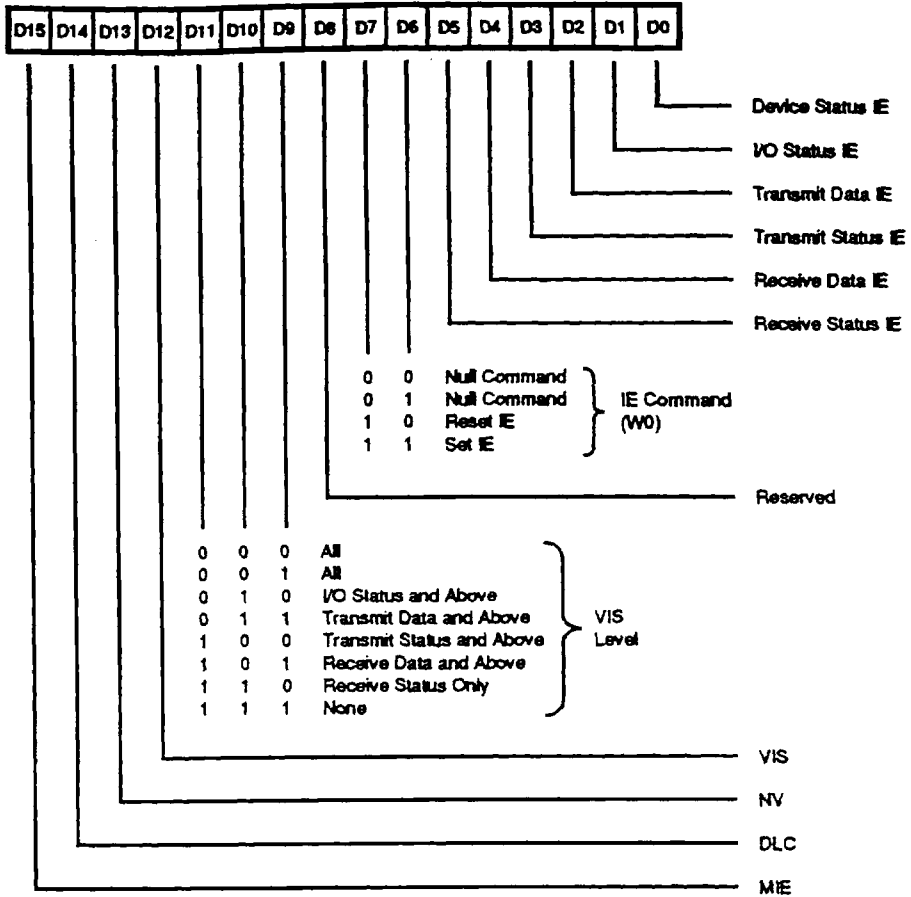 D15 D14 D13 D12 D11 D10 D9 D8 D7 D6 D5 D4 D3 D2 D1 D0
Device Status IE
I/O Status IE
Transmit Data IE
Transmit Status IE
Receive Data IE
Receive Status IE
0 0 Null Command
0 1 Null Command
1 0 Reset IE
1 1 Set IE
IE Command
(W0)
Reserved
0 0 0 All
0 0 1 All
0 1 0 I/O Status and Above
0 1 1 Transmit Data and Above
1 0 0 Transmit Status and Above
1 0 1 Receive Data and Above
1 1 0 Receive Status Only
1 1 1 None
VIS
Level
VIS
NV
DLC
MIE